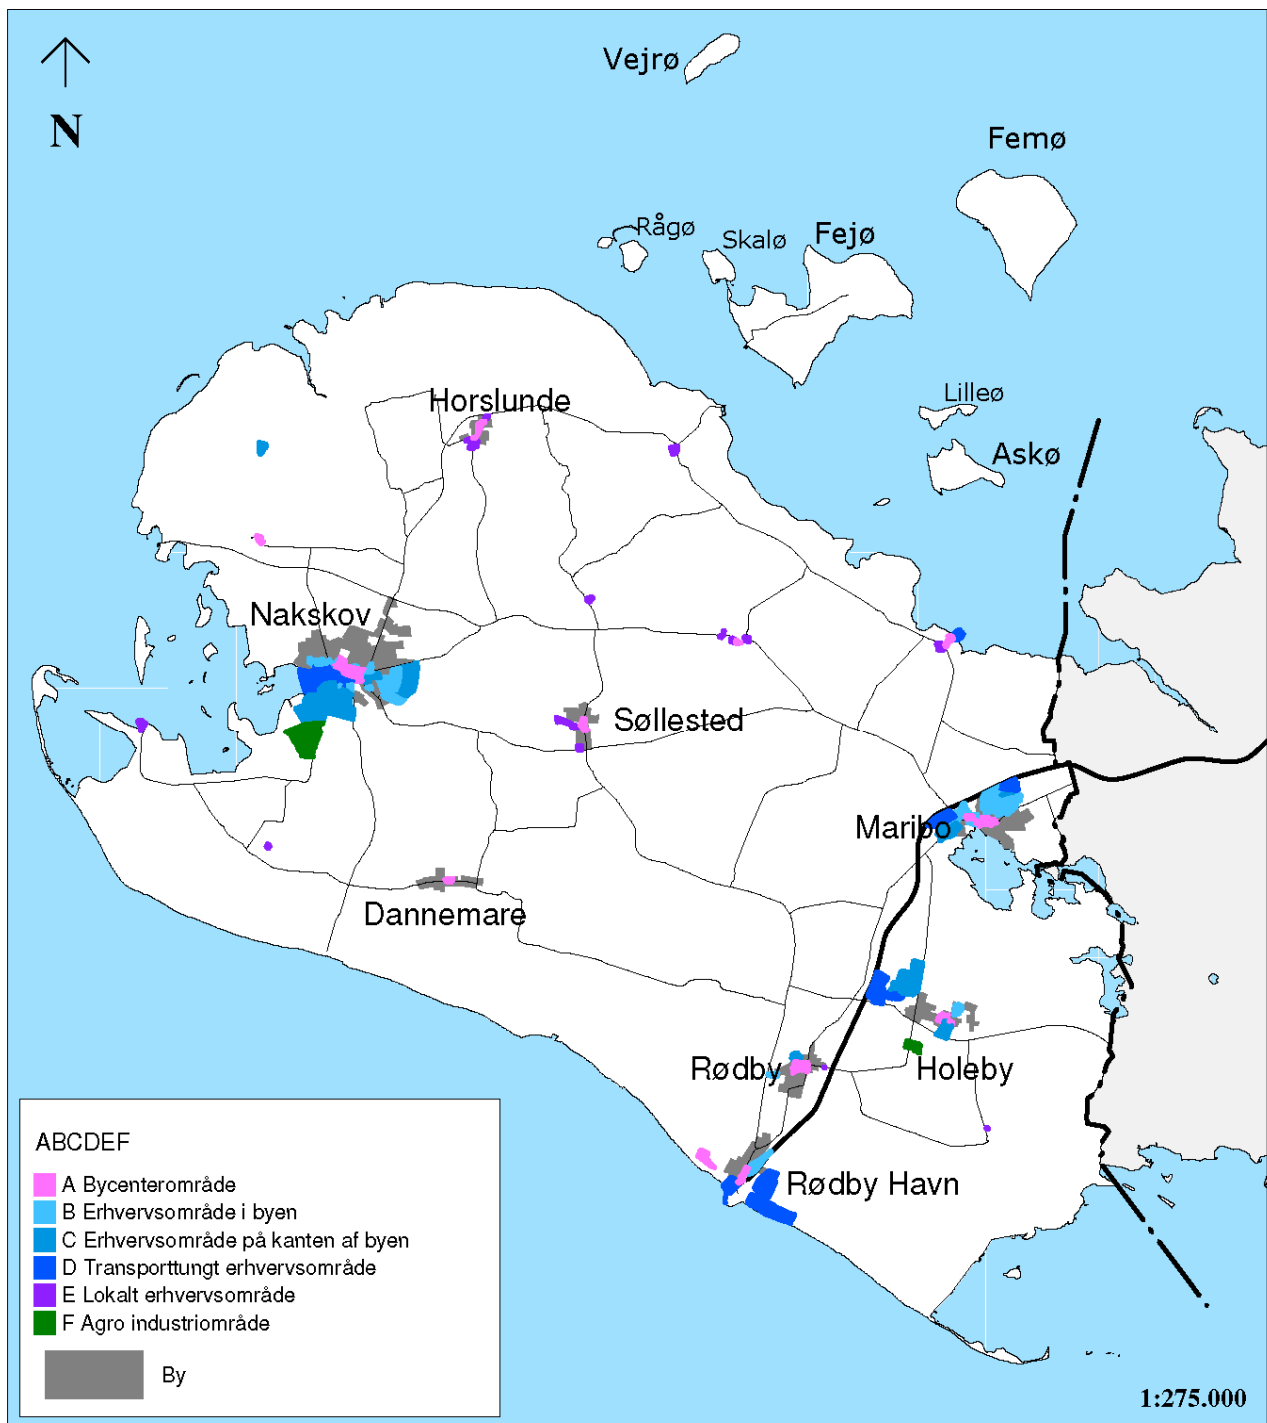 Vejrø
N
Femø
Rågø
Skalø
Fejø
Lilleø
Horslunde
Askø
Nakskov
Søllested
Maribo
Dannemare
Rødby
Holeby
Rødby Havn
ABCDEF
A Bycenterområde
B Erhvervsområde i byen
C Erhvervsområde på kanten af byen
D Transporttungt erhvervsområde
E Lokalt erhvervsområde
F Agro industriområde
By
1:275.000